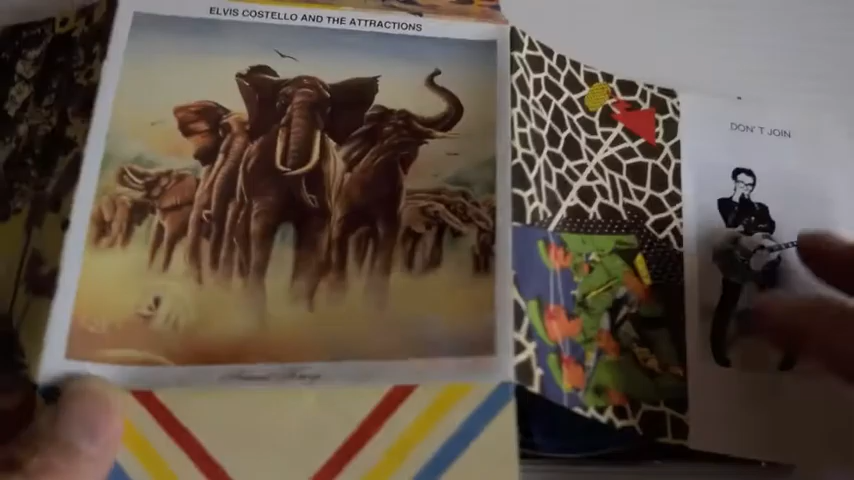 ELVIS COSTELLO AND THE ATTRACTIONS
DON'T JOIN